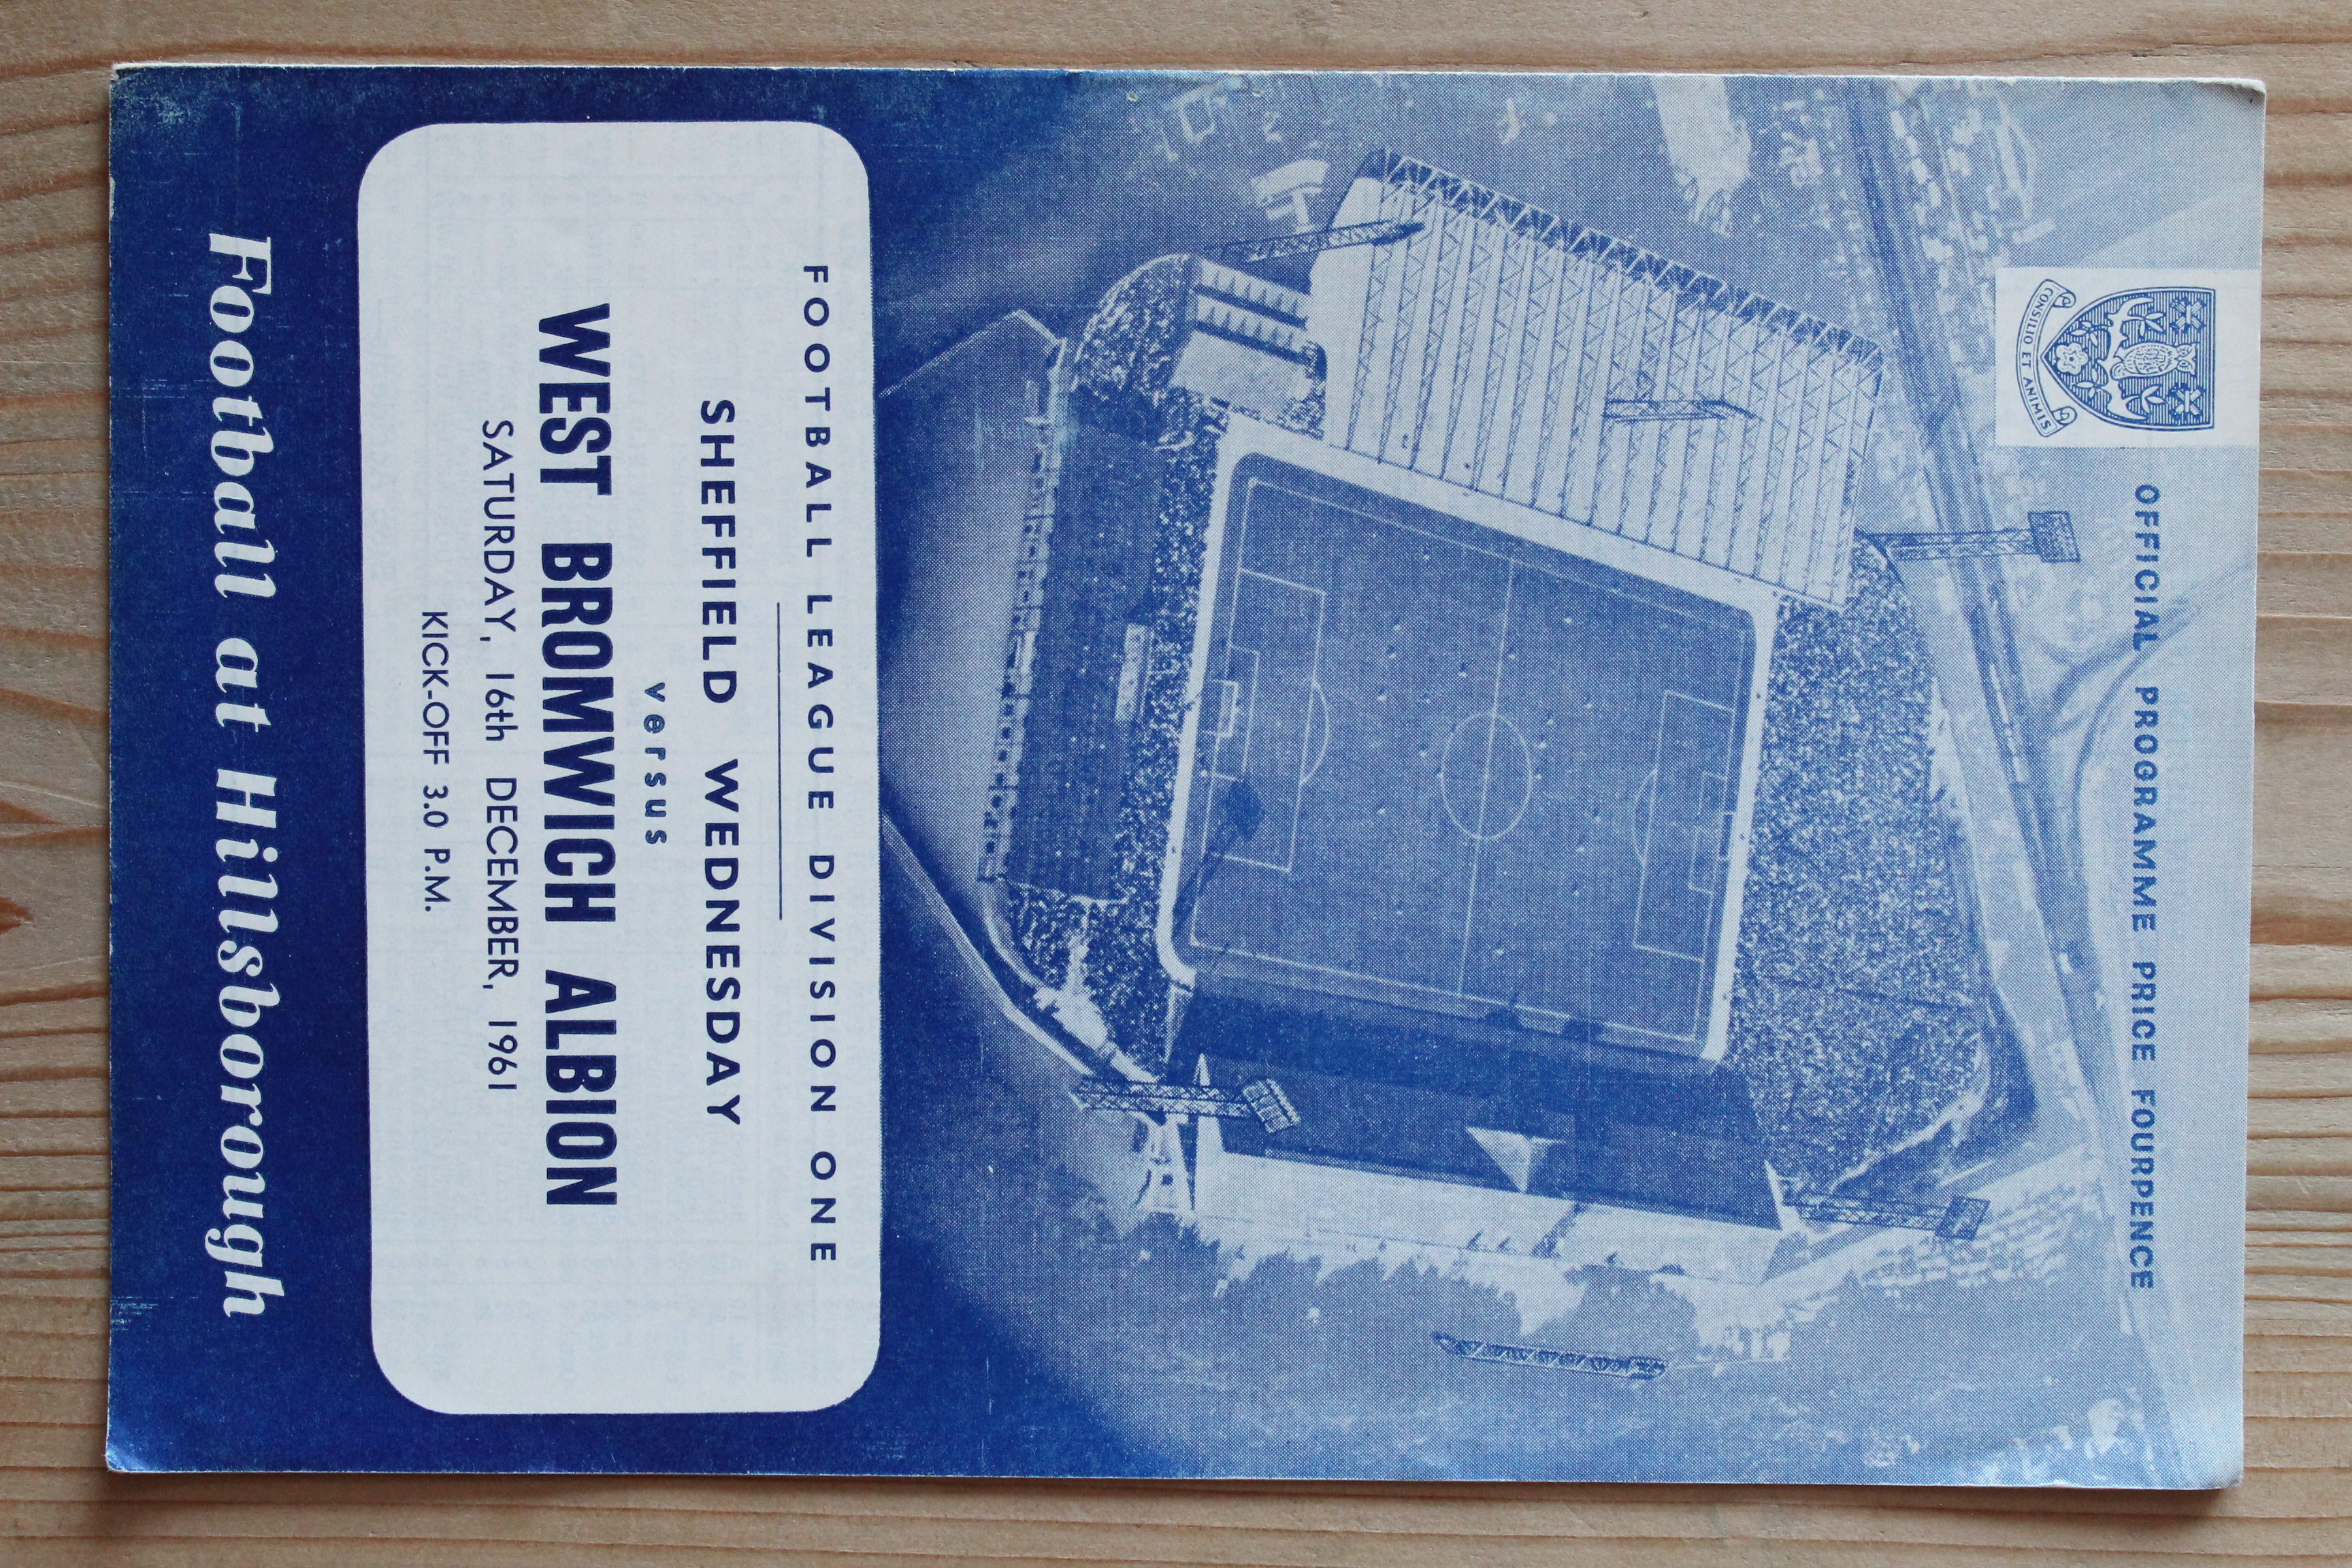 OFFICIAL PROGRAMME PRICE FOURPENCE
CONSILIO ET ANIMIS
FOOTBALL LEAGUE DIVISION ONE
SHEFFIELD WEDNESDAY
versus
WEST BROMWICH ALBION
SATURDAY, 16th DECEMBER, 1961
KICK-OFF 3.0 P.M.
Football at Hillsborough